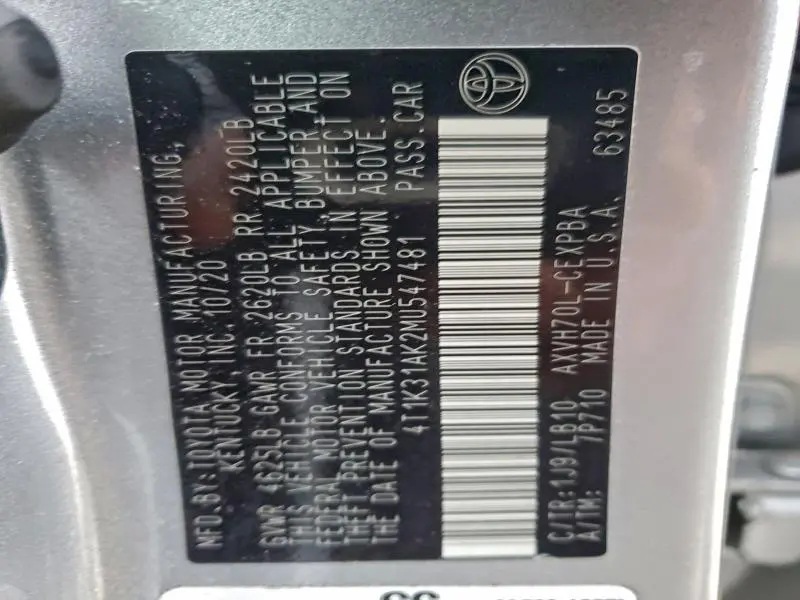 MFD.BY:TOYOTA MOTOR MANUFACTURING,
KENTUCKY, INC. 10/20
GVWR 4625LB GAWR FR 2620LB RR 2420LB
THIS VEHICLE CONFORMS TO ALL APPLICABLE
FEDERAL MOTOR VEHICLE SAFETY, BUMPER, AND
THEFT PREVENTION STANDARDS IN EFFECT ON
THE DATE OF MANUFACTURE SHOWN ABOVE.
4T1K31AK2MU547481 PASS.CAR
C/TR:1J9/LB10 AXVH70L-CEXPBA
A/TM: 7P710 MADE IN U.S.A. 63485